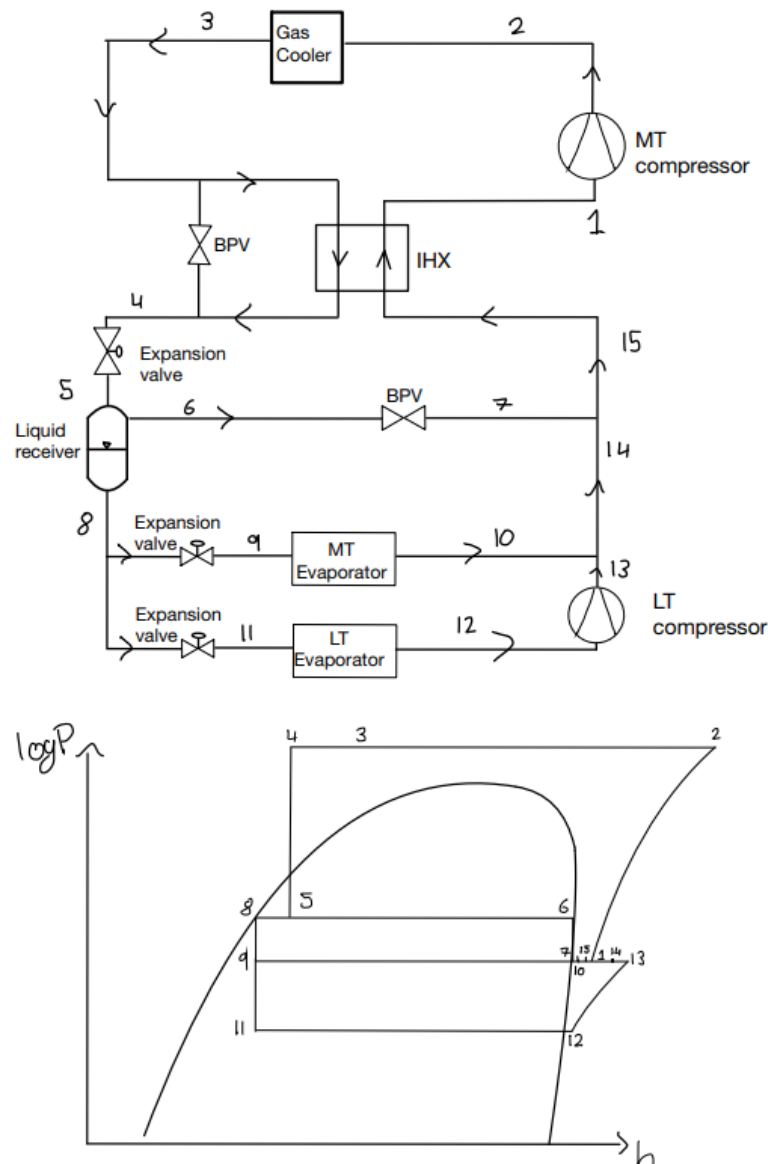 3
Gas
Cooler
2
MT
compressor
1
BPV
IHX
4
Expansion
valve
15
5
6
BPV
7
Liquid
receiver
14
8
Expansion
valve
9
MT
Evaporator
10
13
LT
compressor
Expansion
valve
11
LT
Evaporator
12
logP
4
3
2
8
5
6
9
7
10
15
1
14
13
11
12
h